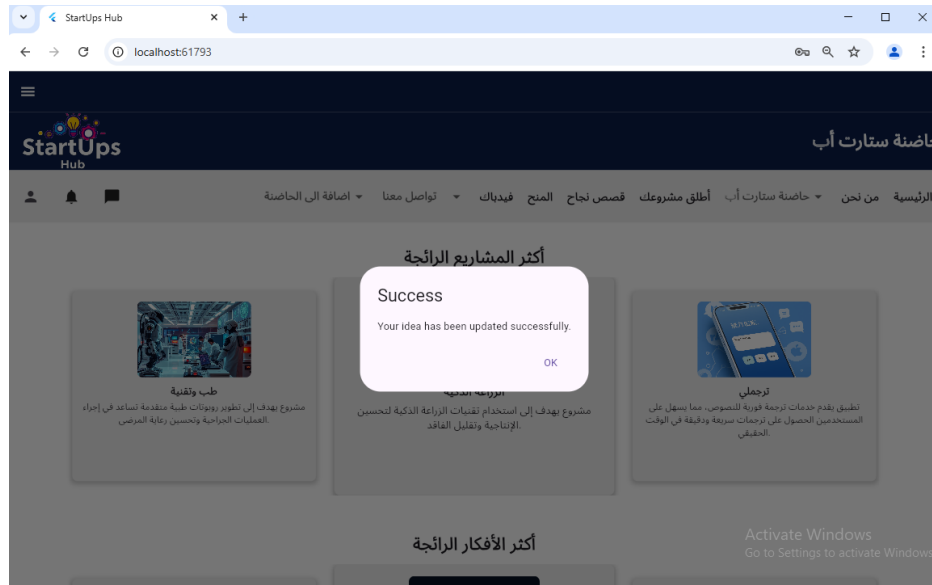 StartUps Hub
localhost:61793
StartUps
Hub
حاضنة ستارت أب
الرئيسية من نحن حاضنة ستارت أب أطلق مشروعك قصص نجاح المنح فيدباك تواصل معنا اضافة الى الحاضنة
أكثر المشاريع الرائجة
Success
Your idea has been updated successfully.
OK
ترجملي
تطبيق يقدم خدمات ترجمة فورية للنصوص، مما يسهل على
المستخدمين الحصول على ترجمات سريعة ودقيقة في الوقت
الحقيقي.
الزراعة الذكية
مشروع يهدف إلى استخدام تقنيات الزراعة الذكية لتحسين
الإنتاجية وتقليل الفاقد.
طب وتقنية
مشروع يهدف إلى تطوير روبوتات طبية متقدمة تساعد في إجراء
العمليات الجراحية وتحسين رعاية المرضى.
أكثر الأفكار الرائجة
Activate Windows
Go to Settings to activate Windows